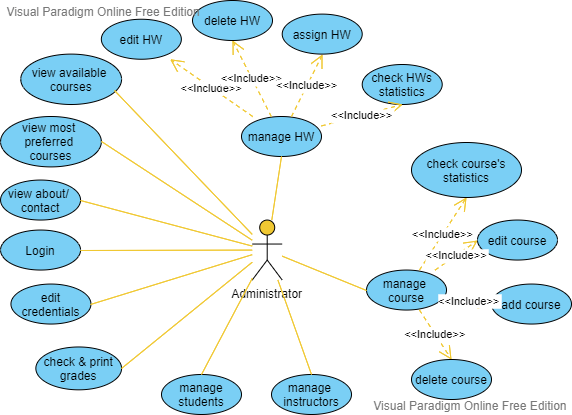 Visual Paradigm Online Free Edition
delete HW
edit HW
assign HW
view available
courses
<<Include>>
<<Include>>
<<Include>>
<<Include>>
check HWs
statistics
manage HW
view most
preferred
courses
check course's
statistics
view about/
contact
<<Include>>
<<Include>>
edit course
Login
Administrator
manage
course
<<Include>>
add course
edit
credentials
<<Include>>
check & print
grades
delete course
manage
students
manage
instructors
Visual Paradigm Online Free Edition